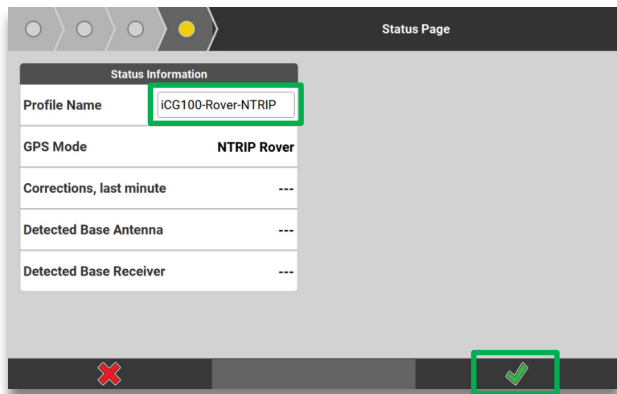 Status Page
Status Information
Profile Name iCG100-Rover-NTRIP
GPS Mode NTRIP Rover
Corrections, last minute ---
Detected Base Antenna ---
Detected Base Receiver ---